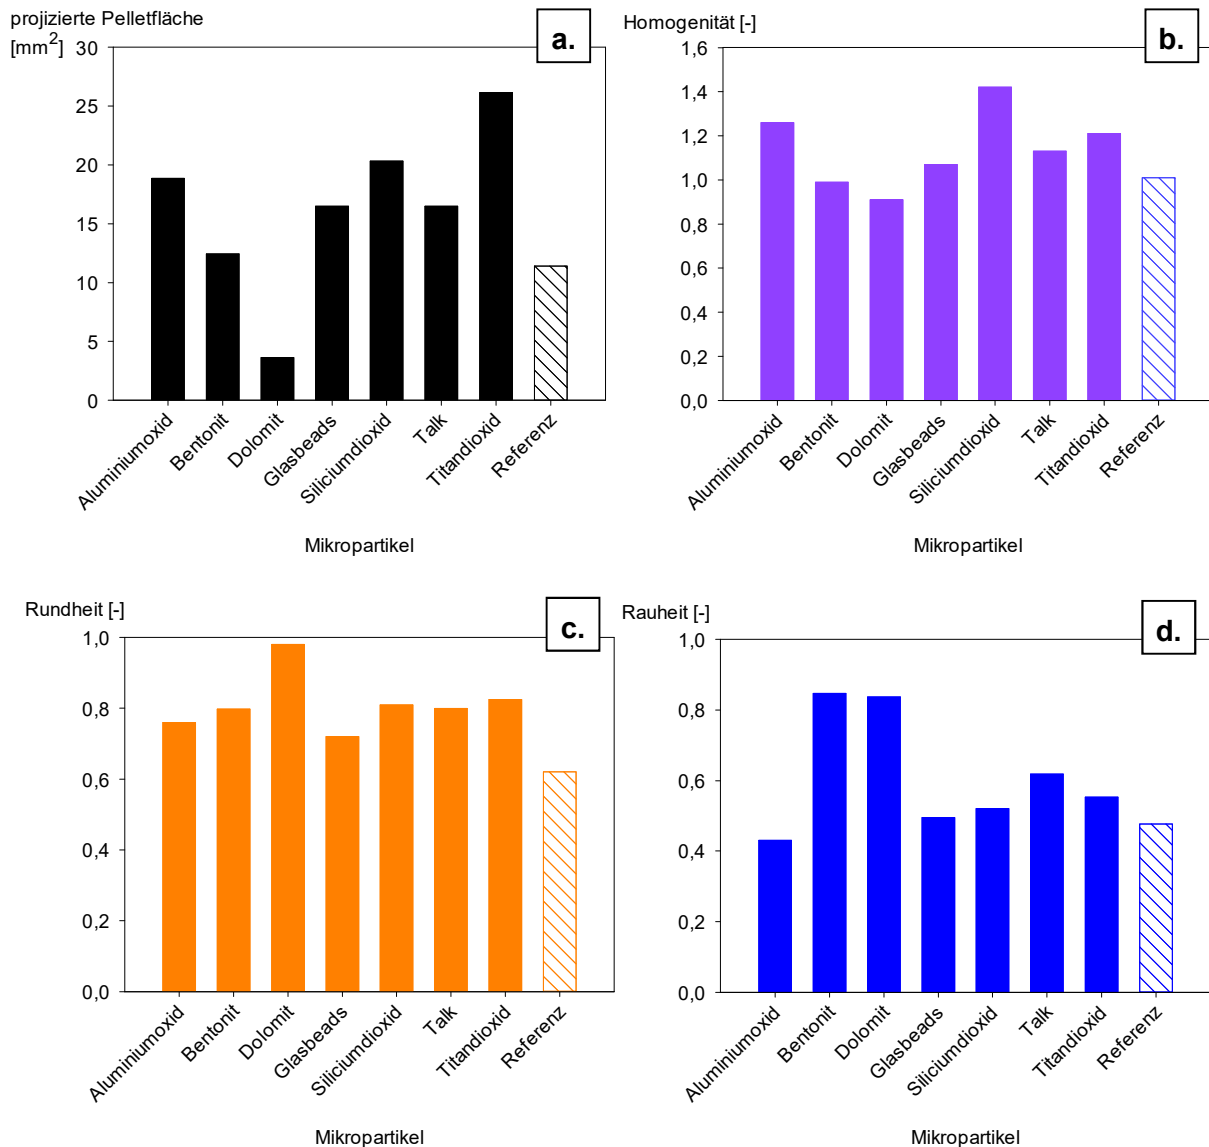 projizierte Pelletfläche
[mm2]
a.
30
25
20
15
10
5
0
Aluminiumoxid
Bentonit
Dolomit
Glasbeads
Siliciumdioxid
Talk
Titandioxid
Referenz
Mikropartikel
Homogenität [-]
b.
1,6
1,4
1,2
1,0
0,8
0,6
0,4
0,2
0,0
Aluminiumoxid
Bentonit
Dolomit
Glasbeads
Siliciumdioxid
Talk
Titandioxid
Referenz
Mikropartikel
Rundheit [-]
c.
1,0
0,8
0,6
0,4
0,2
0,0
Aluminiumoxid
Bentonit
Dolomit
Glasbeads
Siliciumdioxid
Talk
Titandioxid
Referenz
Mikropartikel
Rauheit [-]
d.
1,0
0,8
0,6
0,4
0,2
0,0
Aluminiumoxid
Bentonit
Dolomit
Glasbeads
Siliciumdioxid
Talk
Titandioxid
Referenz
Mikropartikel